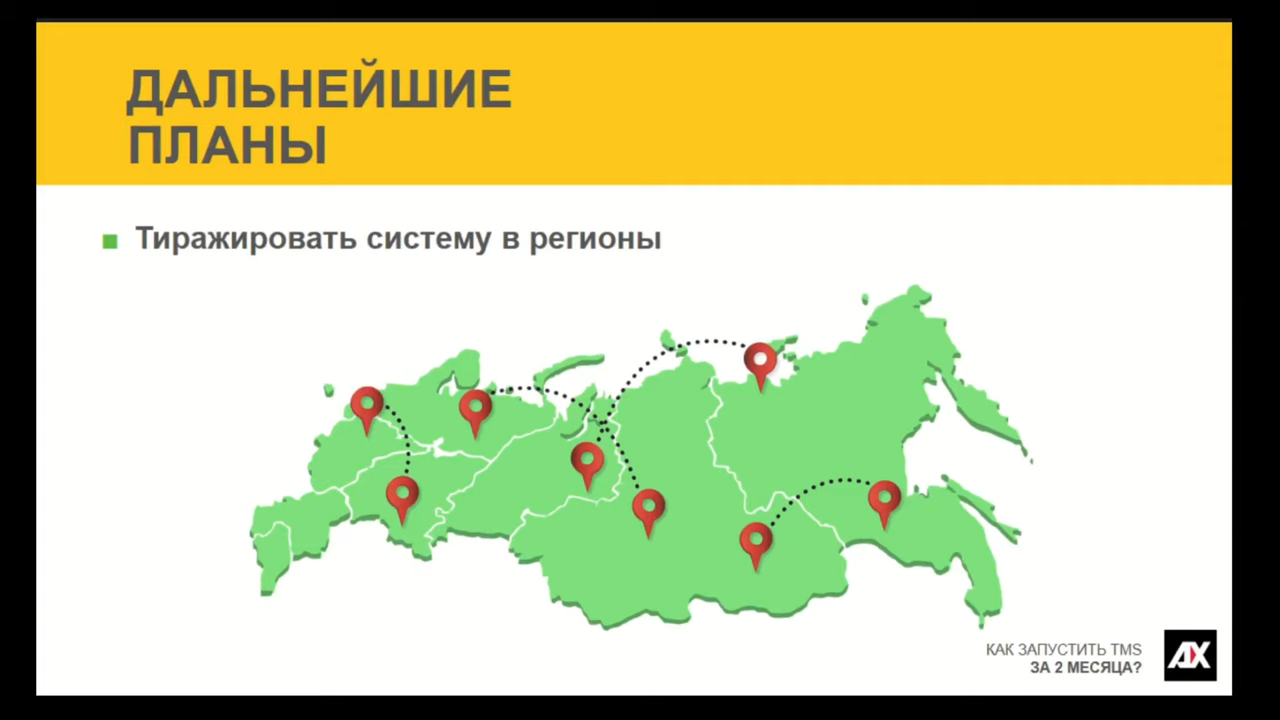 ДАЛЬНЕЙШИЕ
ПЛАНЫ
Тиражировать систему в регионы
КАК ЗАПУСТИТЬ TMS
ЗА 2 МЕСЯЦА?
AX